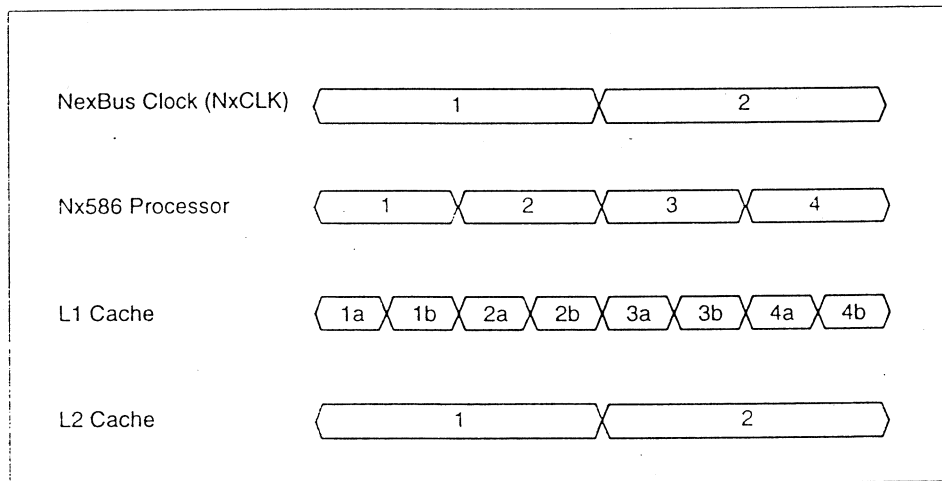 NexBus Clock (NxCLK) 1 2
Nx586 Processor 1 2 3 4
L1 Cache 1a 1b 2a 2b 3a 3b 4a 4b
L2 Cache 1 2